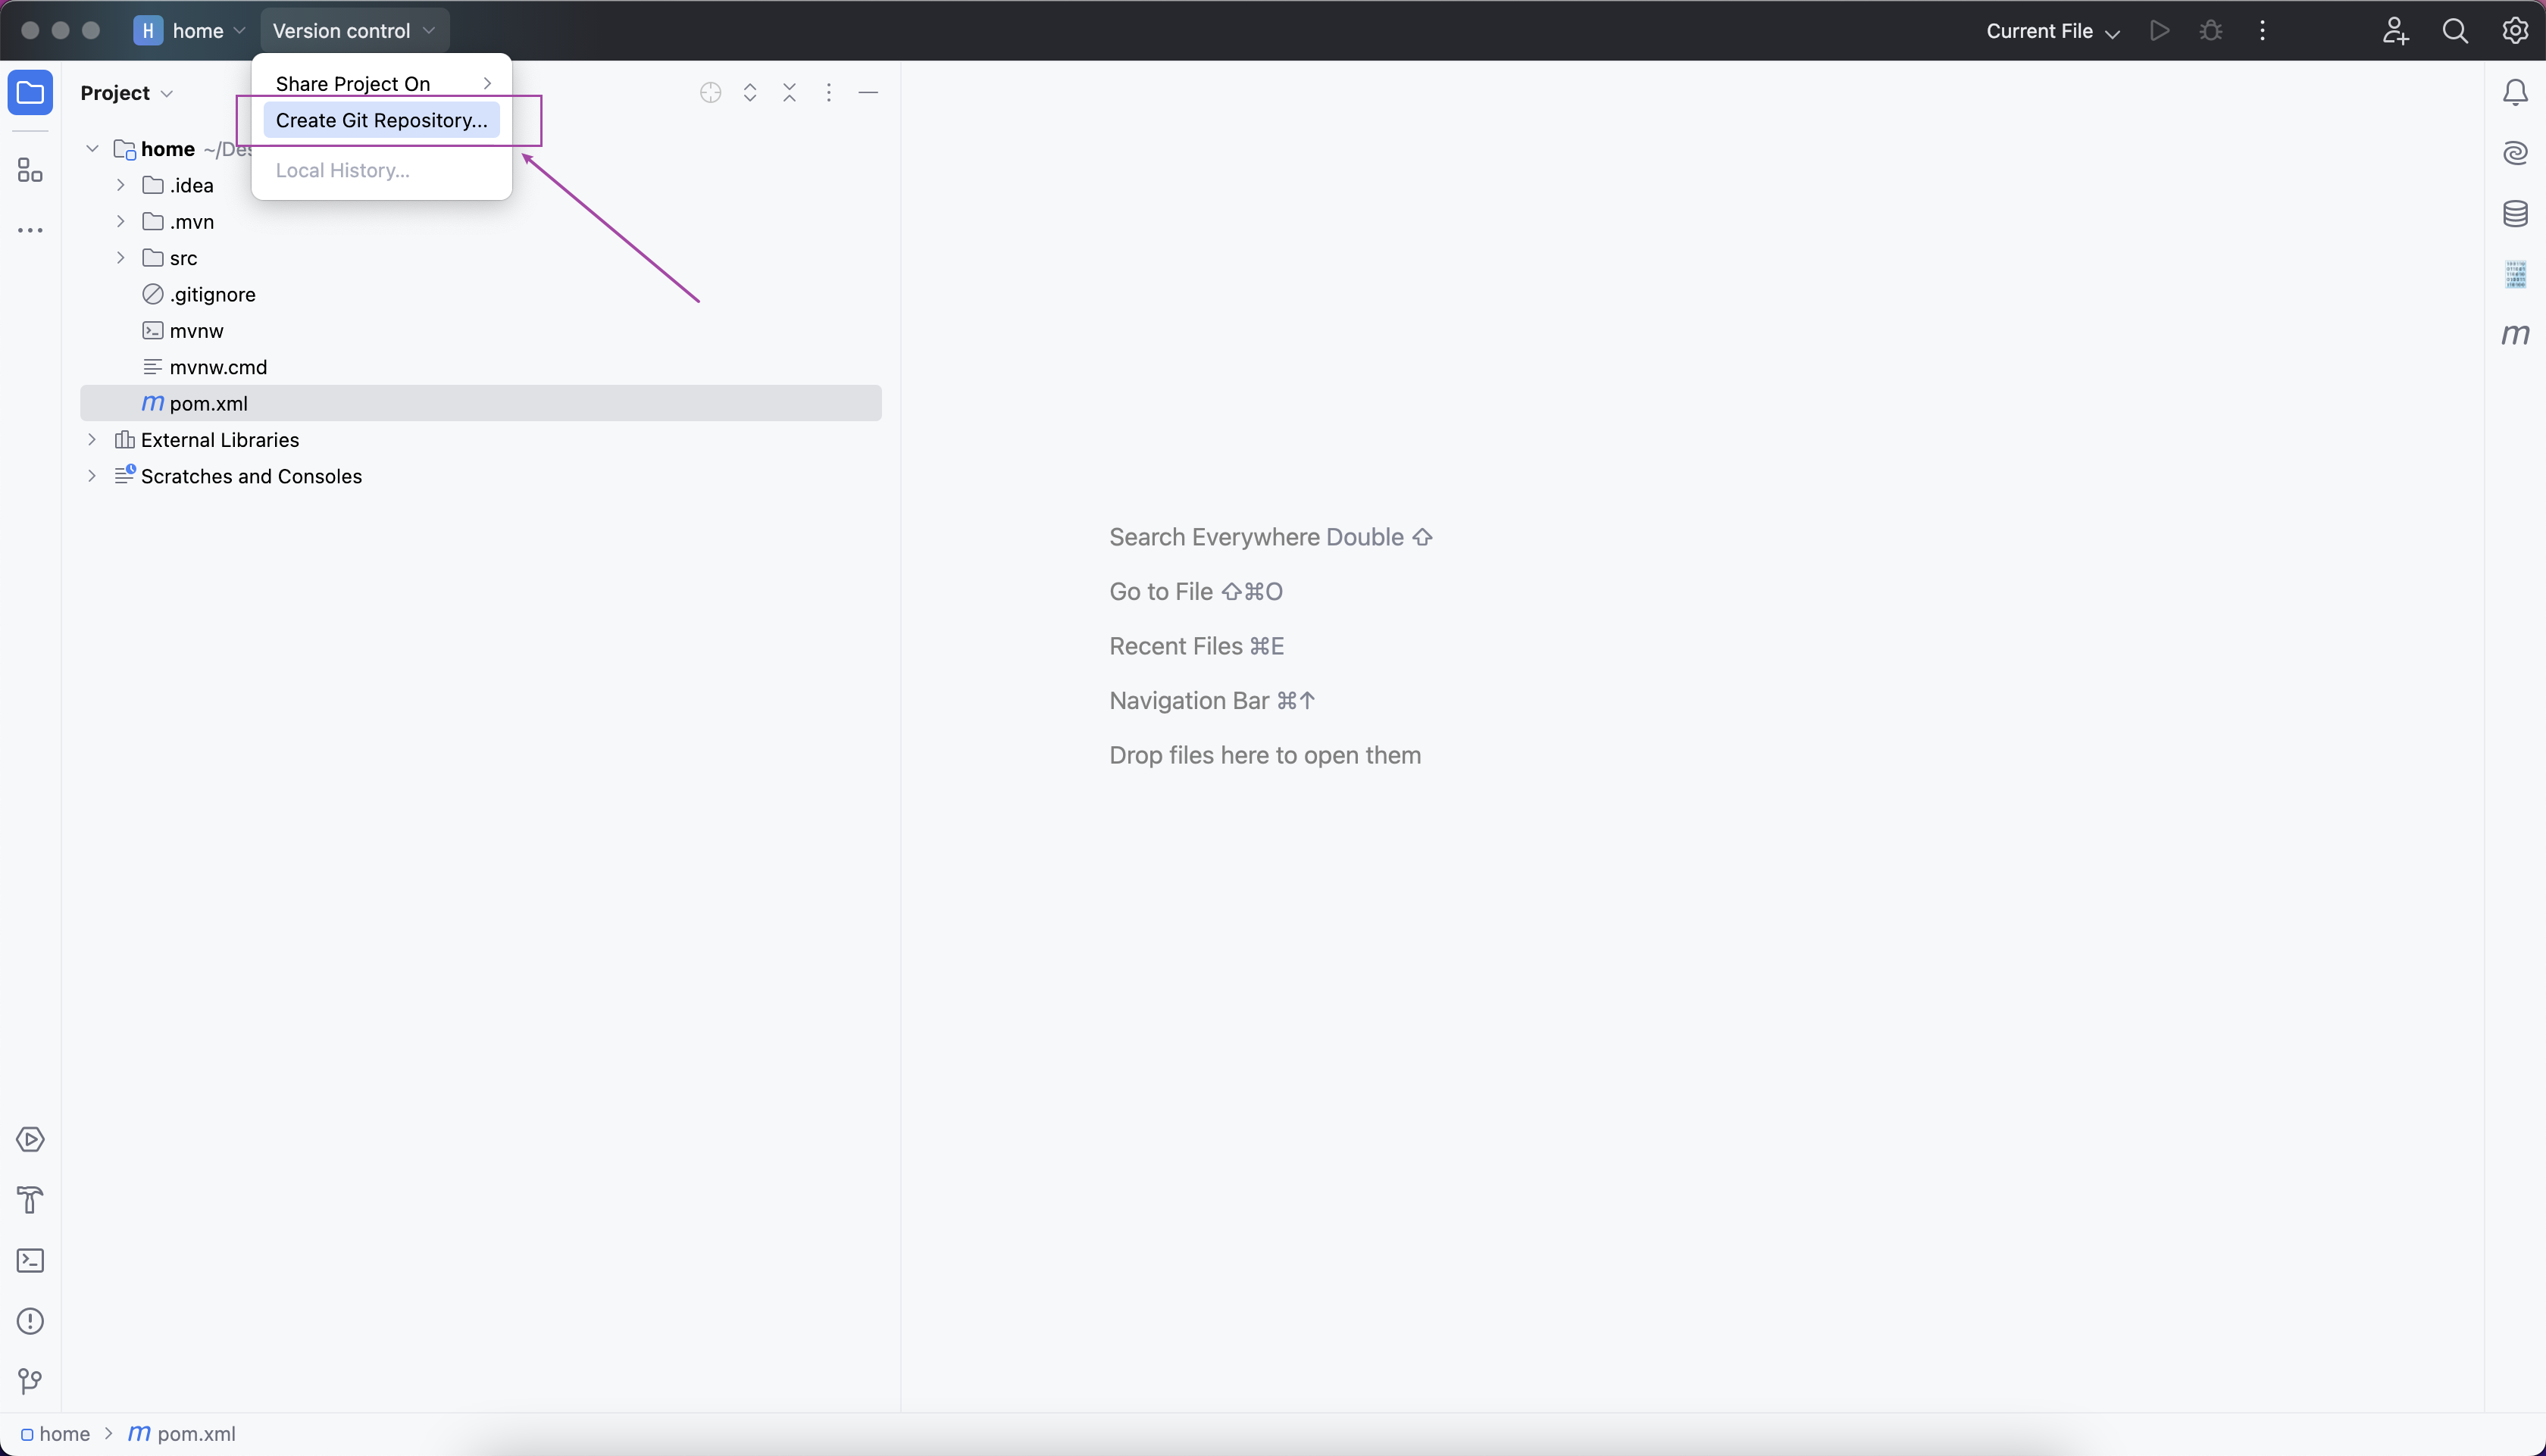 H home Version control Current File
Project
Share Project On
Create Git Repository...
Local History...
home ~/Des
.idea
.mvn
src
.gitignore
mvnw
mvnw.cmd
m pom.xml
External Libraries
Scratches and Consoles
Search Everywhere Double ⇧
Go to File ⇧⌘O
Recent Files ⌘E
Navigation Bar ⌘↑
Drop files here to open them
m
home > m pom.xml